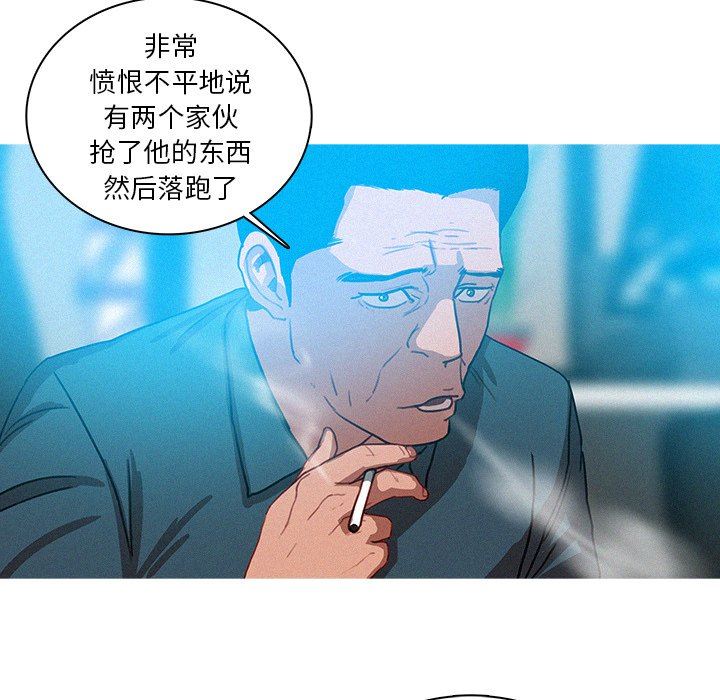 非常
愤恨不平地说
有两个家伙
抢了他的东西
然后落跑了